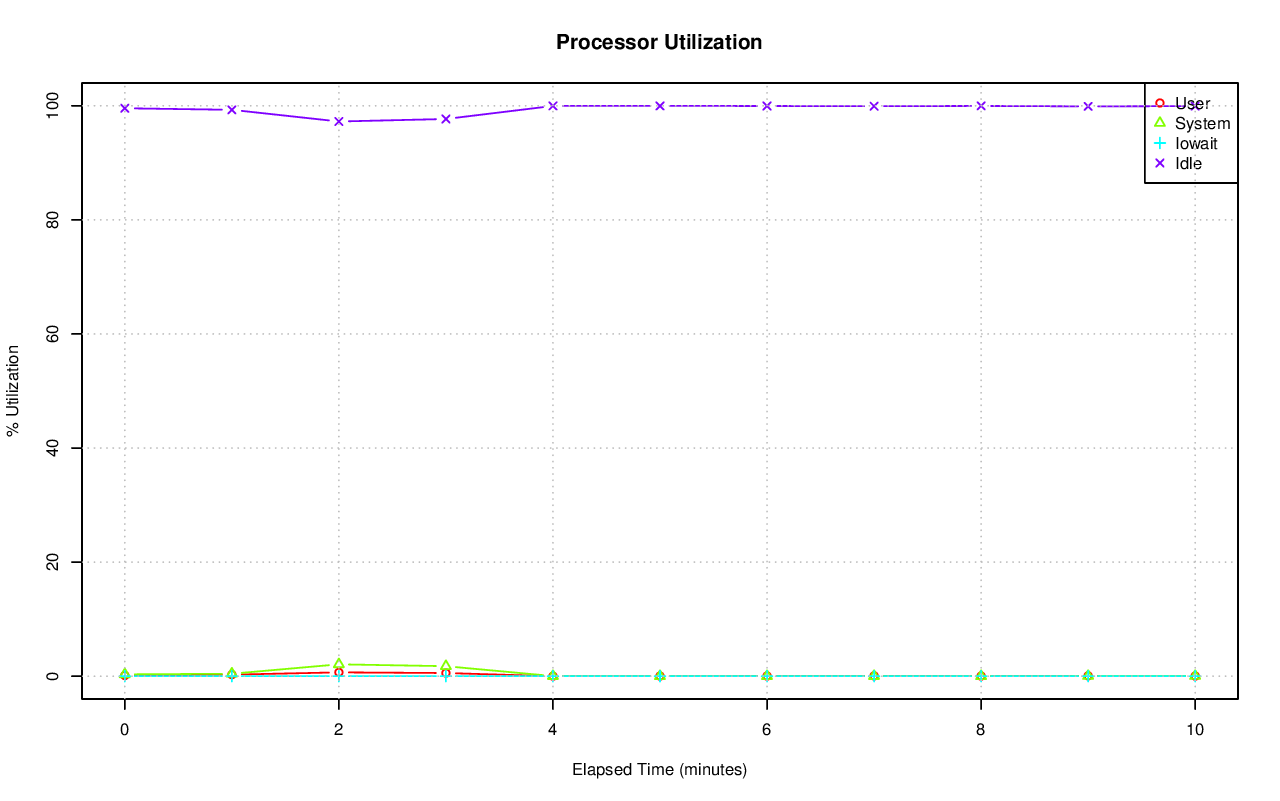 Processor Utilization
100
80
60
40
20
0
% Utilization
User
System
Iowait
Idle
0 2 4 6 8 10
Elapsed Time (minutes)